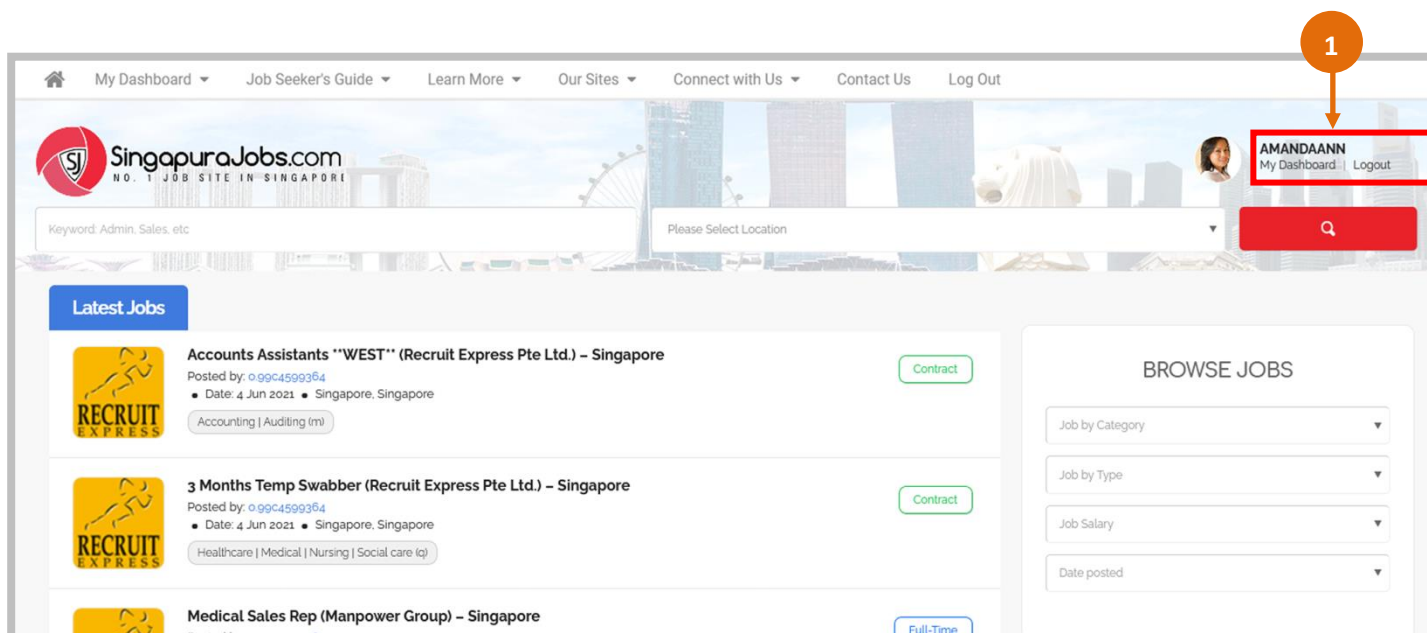 1
My Dashboard Job Seeker's Guide Learn More Our Sites Connect with Us Contact Us Log Out
SJ SingapuraJobs.com
NO. 1 JOB SITE IN SINGAPORE
AMANDAANN
My Dashboard | Logout
Keyword: Admin, Sales, etc
Please Select Location
Latest Jobs
Accounts Assistants **WEST** (Recruit Express Pte Ltd.) – Singapore
Posted by: 0.99c4599364
• Date: 4 Jun 2021 • Singapore, Singapore
Accounting | Auditing (m)
Contract
RECRUIT
EXPRESS
3 Months Temp Swabber (Recruit Express Pte Ltd.) – Singapore
Posted by: 0.99c4599364
• Date: 4 Jun 2021 • Singapore, Singapore
Healthcare | Medical | Nursing | Social care (q)
Contract
RECRUIT
EXPRESS
Medical Sales Rep (Manpower Group) – Singapore
Full-Time
BROWSE JOBS
Job by Category
Job by Type
Job Salary
Date posted